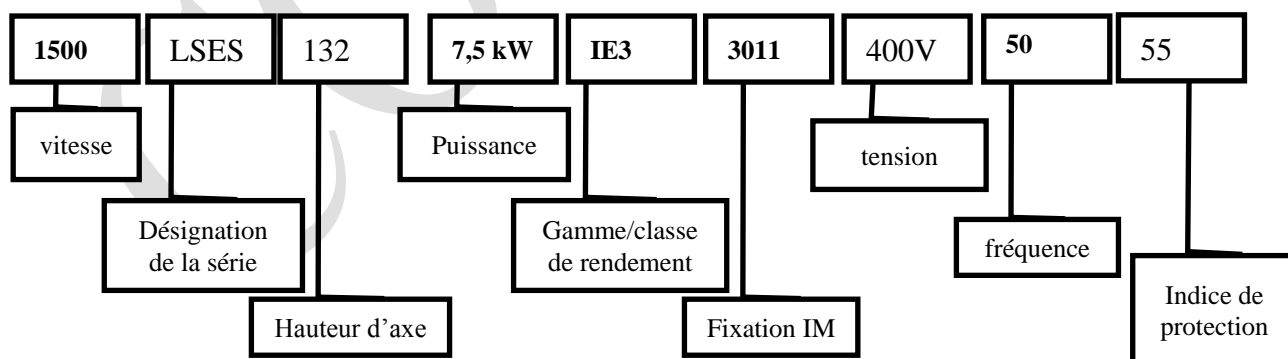 1500 LSES 132 7,5 kW IE3 3011 400V 50 55
vitesse
Puissance
tension
Désignation
de la série
Gamme/classe
de rendement
fréquence
Hauteur d’axe
Fixation IM
Indice de
protection